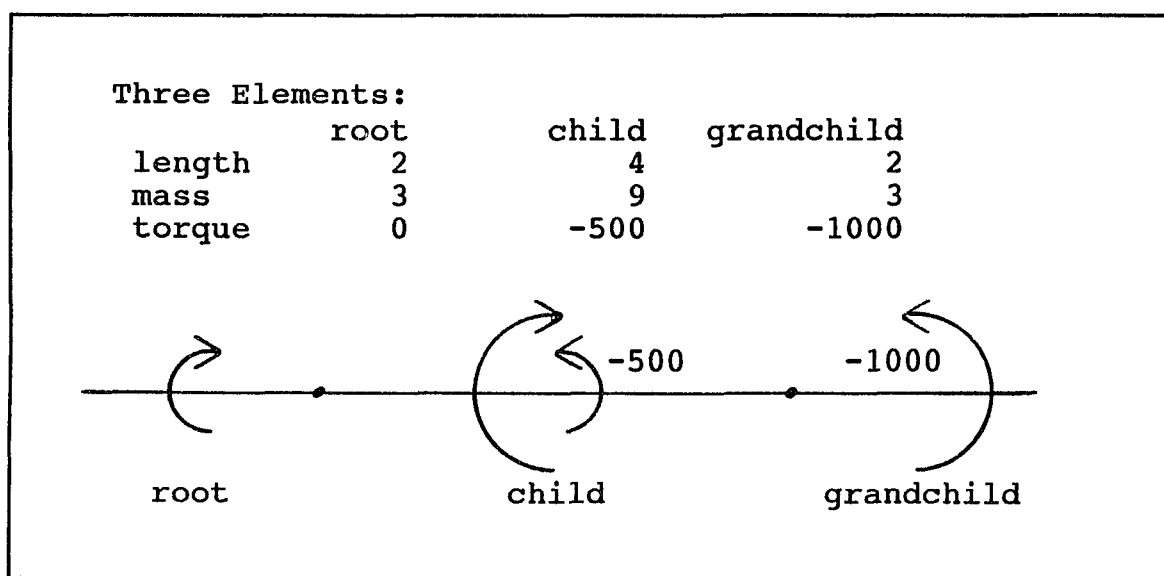 Three Elements:
root child grandchild
length 2 4 2
mass 3 9 3
torque 0 -500 -1000
-500 -1000
root child grandchild